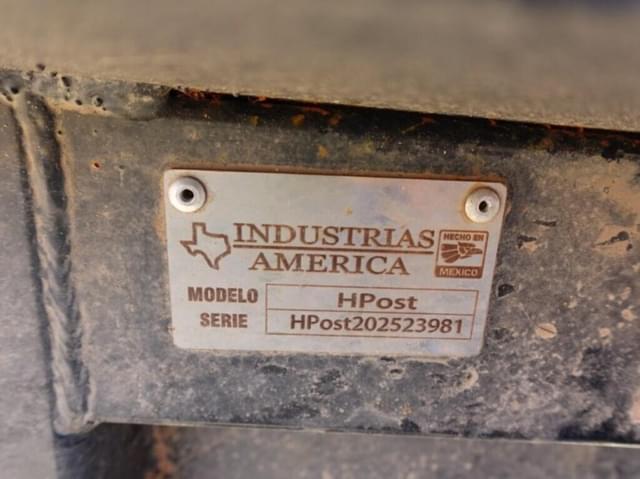 INDUSTRIAS
AMERICA
HECHO EN
MEXICO
MODELO HPost
SERIE HPost202523981